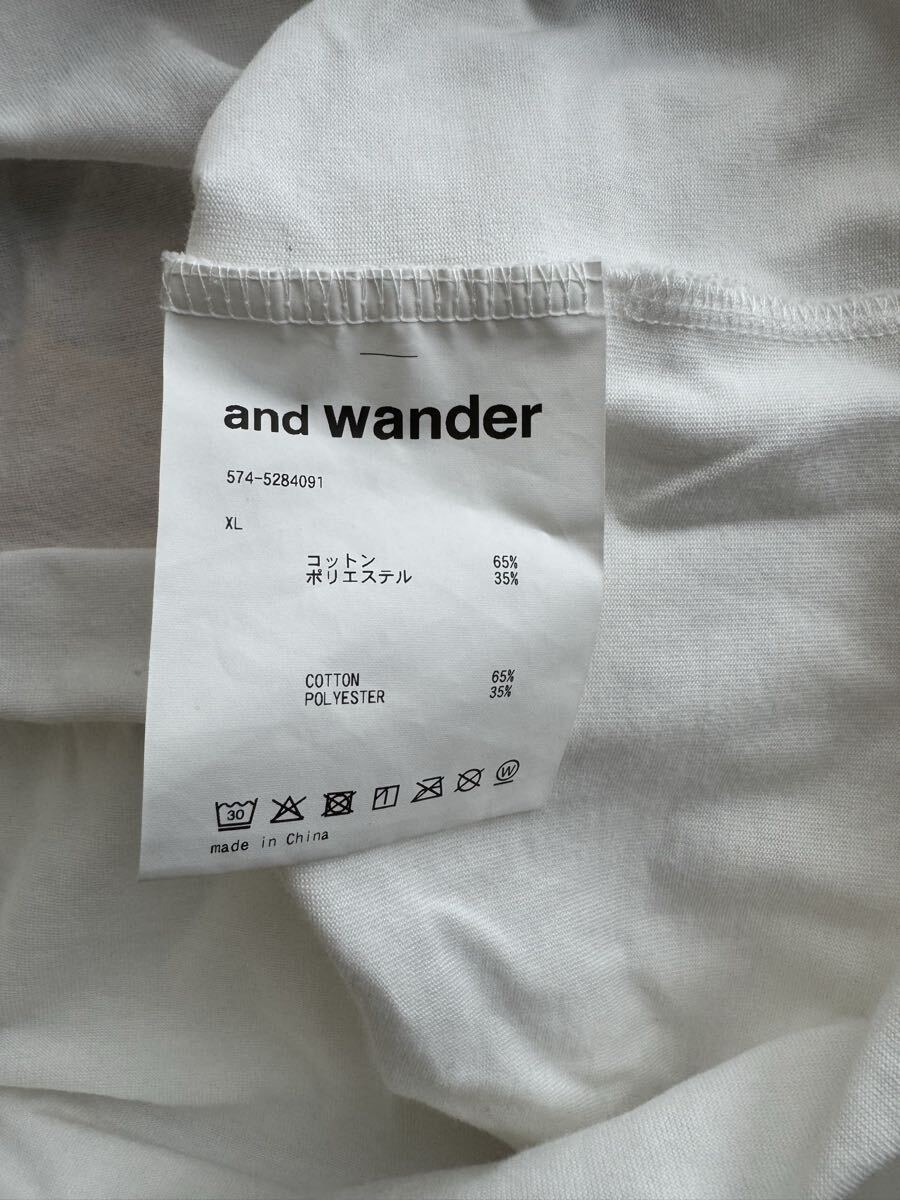 and wander
574-5284091
XL
コットン 65%
ポリエステル 35%
COTTON 65%
POLYESTER 35%
30
W
made in China